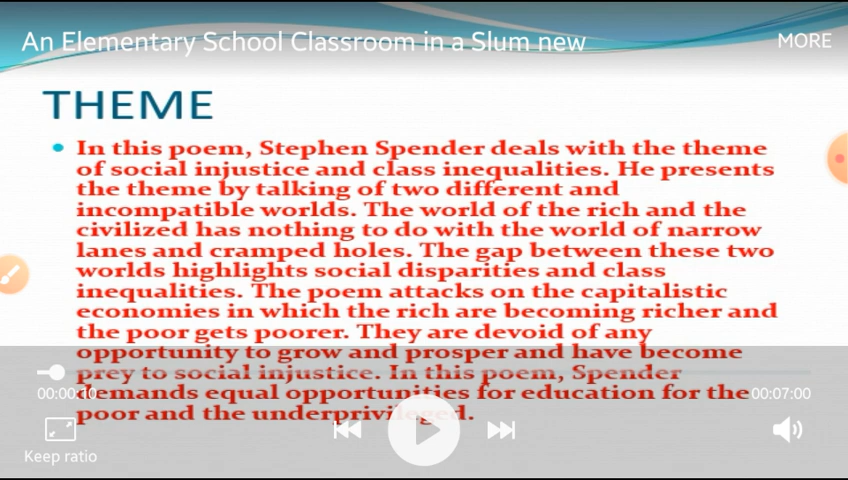 An Elementary School Classroom in a Slum new
MORE
THEME
In this poem, Stephen Spender deals with the theme
of social injustice and class inequalities. He presents
the theme by talking of two different and
incompatible worlds. The world of the rich and the
civilized has nothing to do with the world of narrow
lanes and cramped holes. The gap between these two
worlds highlights social disparities and class
inequalities. The poem attacks on the capitalistic
economies in which the rich are becoming richer and
the poor gets poorer. They are devoid of any
opportunity to grow and prosper and have become
prey to social injustice. In this poem, Spender
demands equal opportunities for education for the
poor and the underprivileged.
00:00:10
00:07:00
Keep ratio